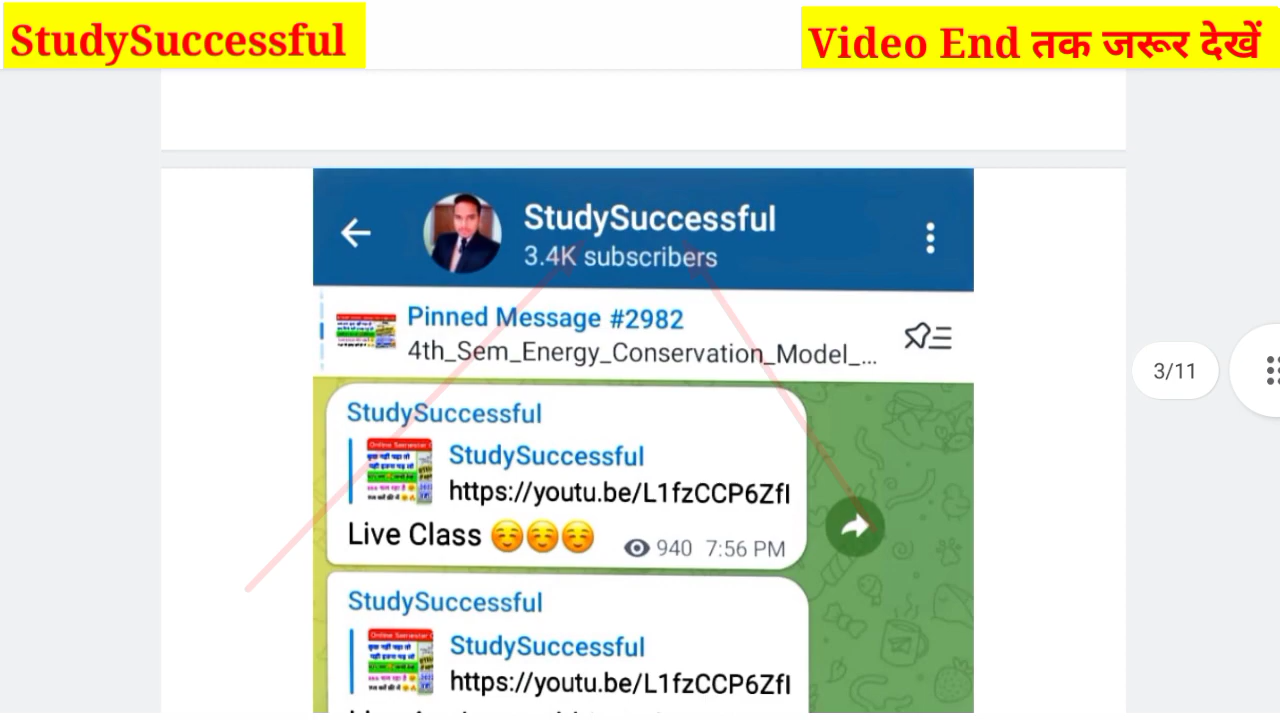 StudySuccessful
Video End तक जरूर देखें
StudySuccessful
3.4K subscribers
Pinned Message #2982
4th_Sem_Energy_Conservation_Model_...
3/11
StudySuccessful
StudySuccessful
https://youtu.be/L1fzCCP6ZfI
Live Class ☺️☺️☺️
940 7:56 PM
StudySuccessful
StudySuccessful
https://youtu.be/L1fzCCP6ZfI